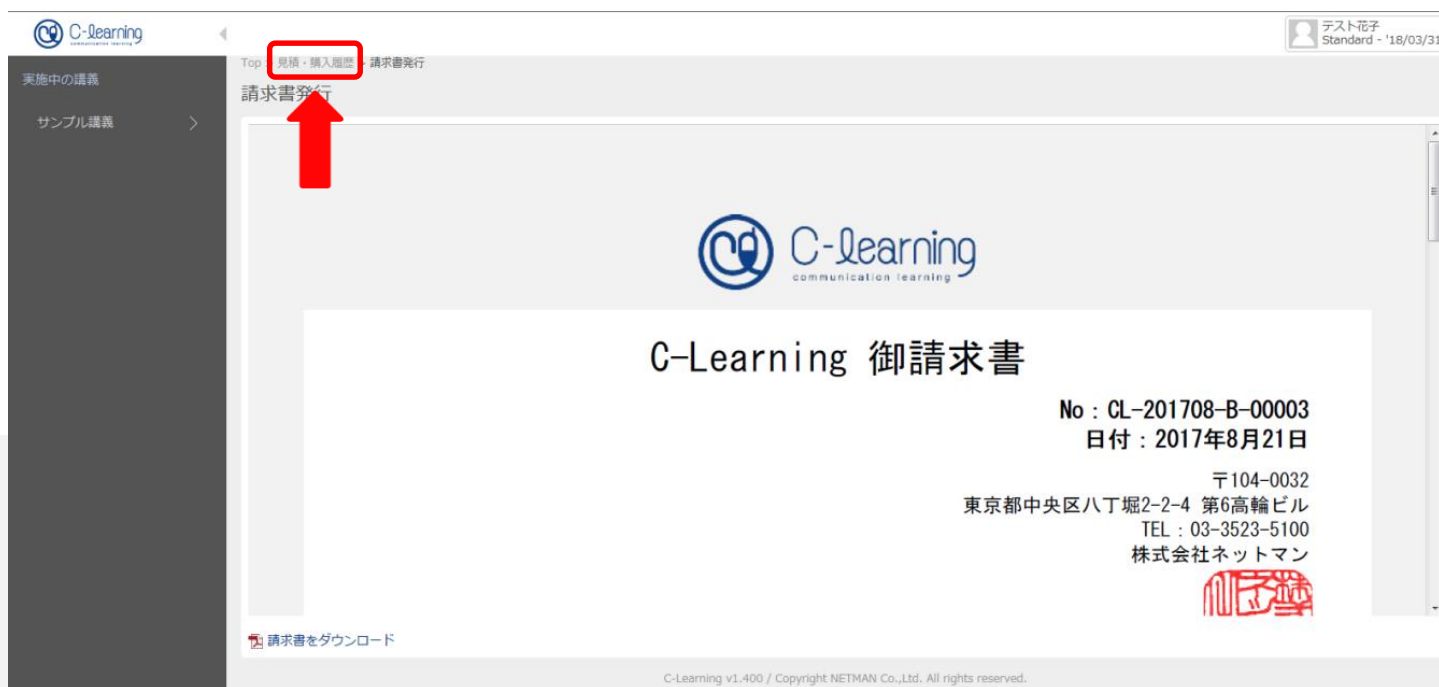 C-Learning
communication learning
テスト花子
Standard - '18/03/31
実施中の講義
サンプル講義
Top > 見積・購入履歴 > 請求書発行
請求書発行
C-Learning
communication learning
C-Learning 御請求書
No：CL-201708-B-00003
日付：2017年8月21日
〒104-0032
東京都中央区八丁堀2-2-4 第6高輪ビル
TEL：03-3523-5100
株式会社ネットマン
請求書をダウンロード
C-Learning v1.400 / Copyright NETMAN Co.,Ltd. All rights reserved.